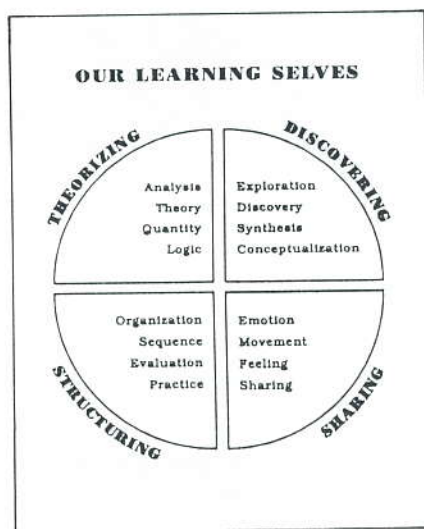 OUR LEARNING SELVES
THEORIZING
Analysis
Theory
Quantity
Logic
DISCOVERING
Exploration
Discovery
Synthesis
Conceptualization
STRUCTURING
Organization
Sequence
Evaluation
Practice
SHARING
Emotion
Movement
Feeling
Sharing